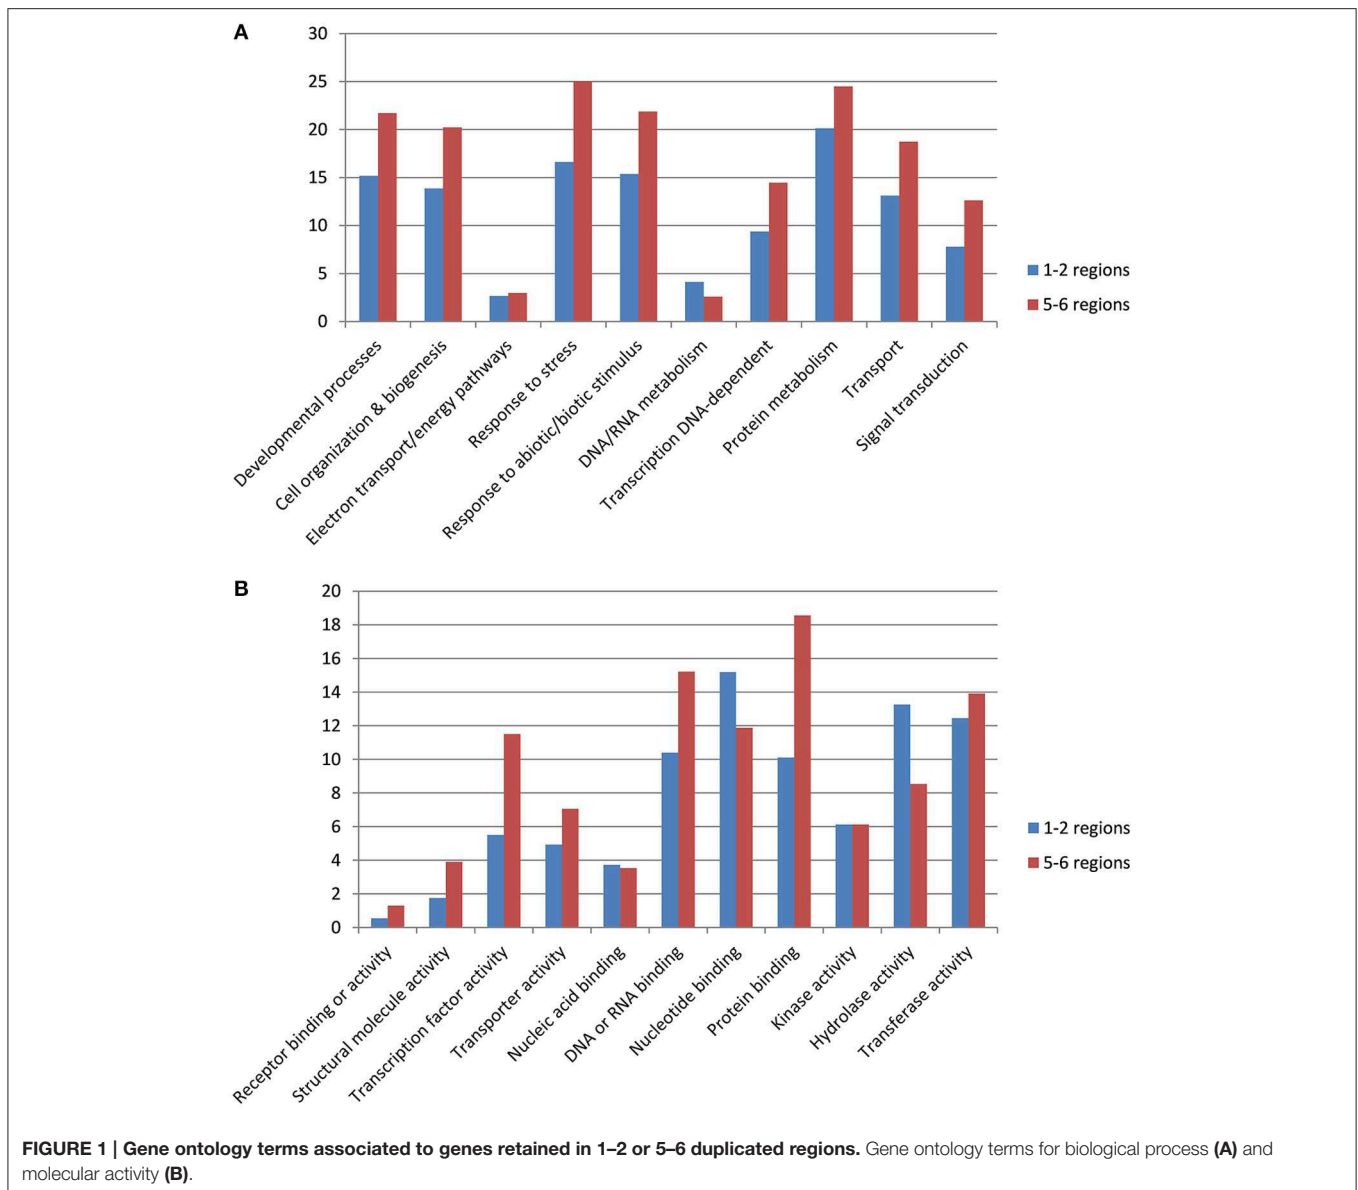 A
30
25
20
15
10
5
0
1-2 regions
5-6 regions
Developmental processes
Cell organization & biogenesis
Electron transport/energy pathways
Response to stress
Response to abiotic/biotic stimulus
DNA/RNA metabolism
Transcription DNA-dependent
Protein metabolism
Transport
Signal transduction
B
20
18
16
14
12
10
8
6
4
2
0
1-2 regions
5-6 regions
Receptor binding or activity
Structural molecule activity
Transcription factor activity
Transporter activity
Nucleic acid binding
DNA or RNA binding
Nucleotide binding
Protein binding
Kinase activity
Hydrolase activity
Transferase activity
FIGURE 1 | Gene ontology terms associated to genes retained in 1–2 or 5–6 duplicated regions. Gene ontology terms for biological process (A) and
molecular activity (B).